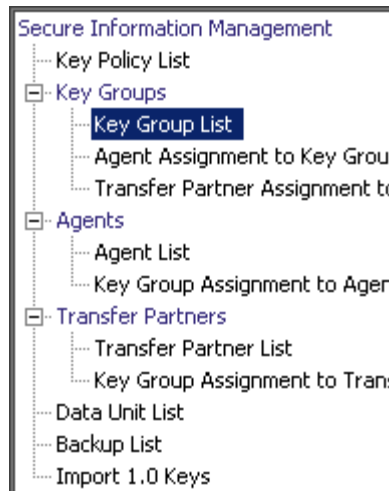 Secure Information Management
Key Policy List
Key Groups
Key Group List
Agent Assignment to Key Grou
Transfer Partner Assignment to
Agents
Agent List
Key Group Assignment to Agen
Transfer Partners
Transfer Partner List
Key Group Assignment to Trans
Data Unit List
Backup List
Import 1.0 Keys